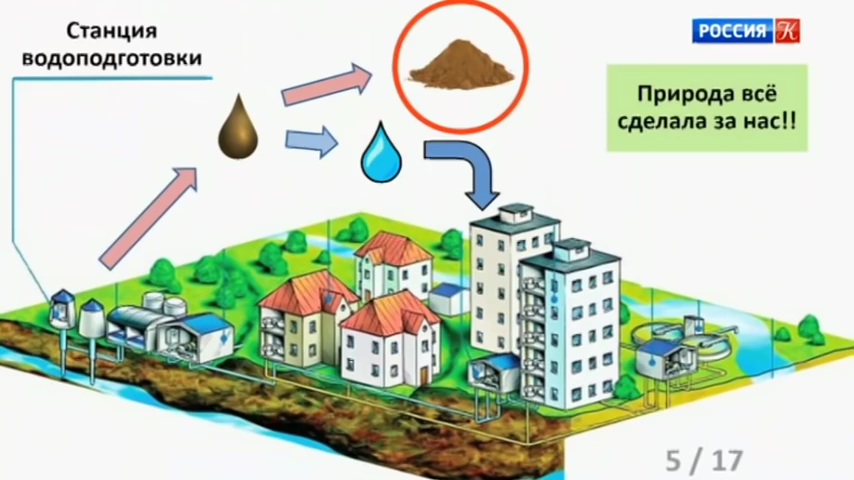 Станция
водоподготовки
РОССИЯ К
Природа всё
сделала за нас!!
5 / 17